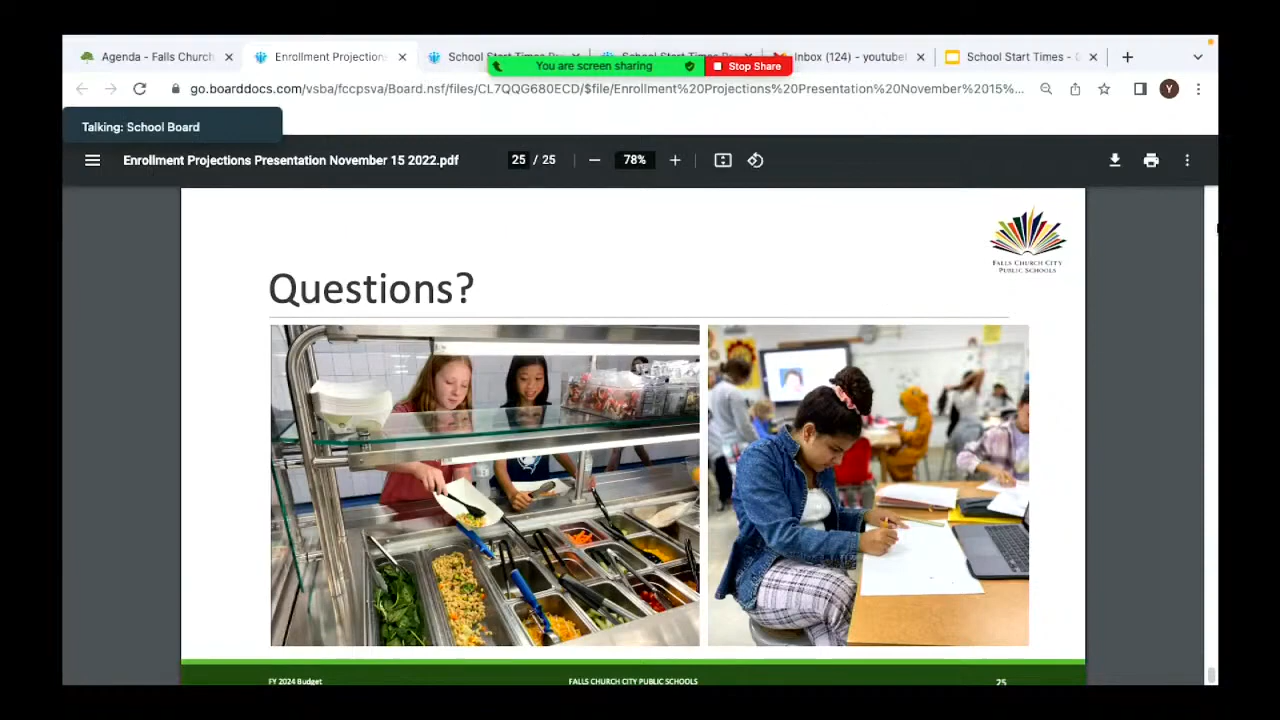 Agenda - Falls Church
Enrollment Projections
School Start Times
Inbox (124) - youtube
School Start Times -
You are screen sharing
Stop Share
go.boarddocs.com/vsba/fccpsva/Board.nsf/files/CL7QQG680ECD/$file/Enrollment%20Projections%20Presentation%20November%2015%...
Y
Talking: School Board
Enrollment Projections Presentation November 15 2022.pdf
25 / 25
78%
FALLS CHURCH CITY
PUBLIC SCHOOLS
Questions?
FY 2024 Budget
FALLS CHURCH CITY PUBLIC SCHOOLS
25